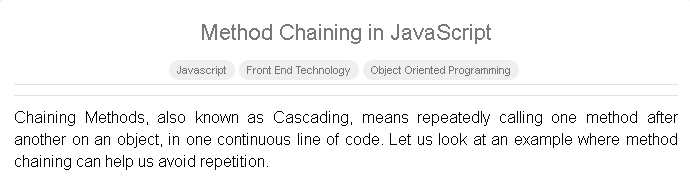 Method Chaining in JavaScript
Javascript Front End Technology Object Oriented Programming
Chaining Methods, also known as Cascading, means repeatedly calling one method after
another on an object, in one continuous line of code. Let us look at an example where method
chaining can help us avoid repetition.